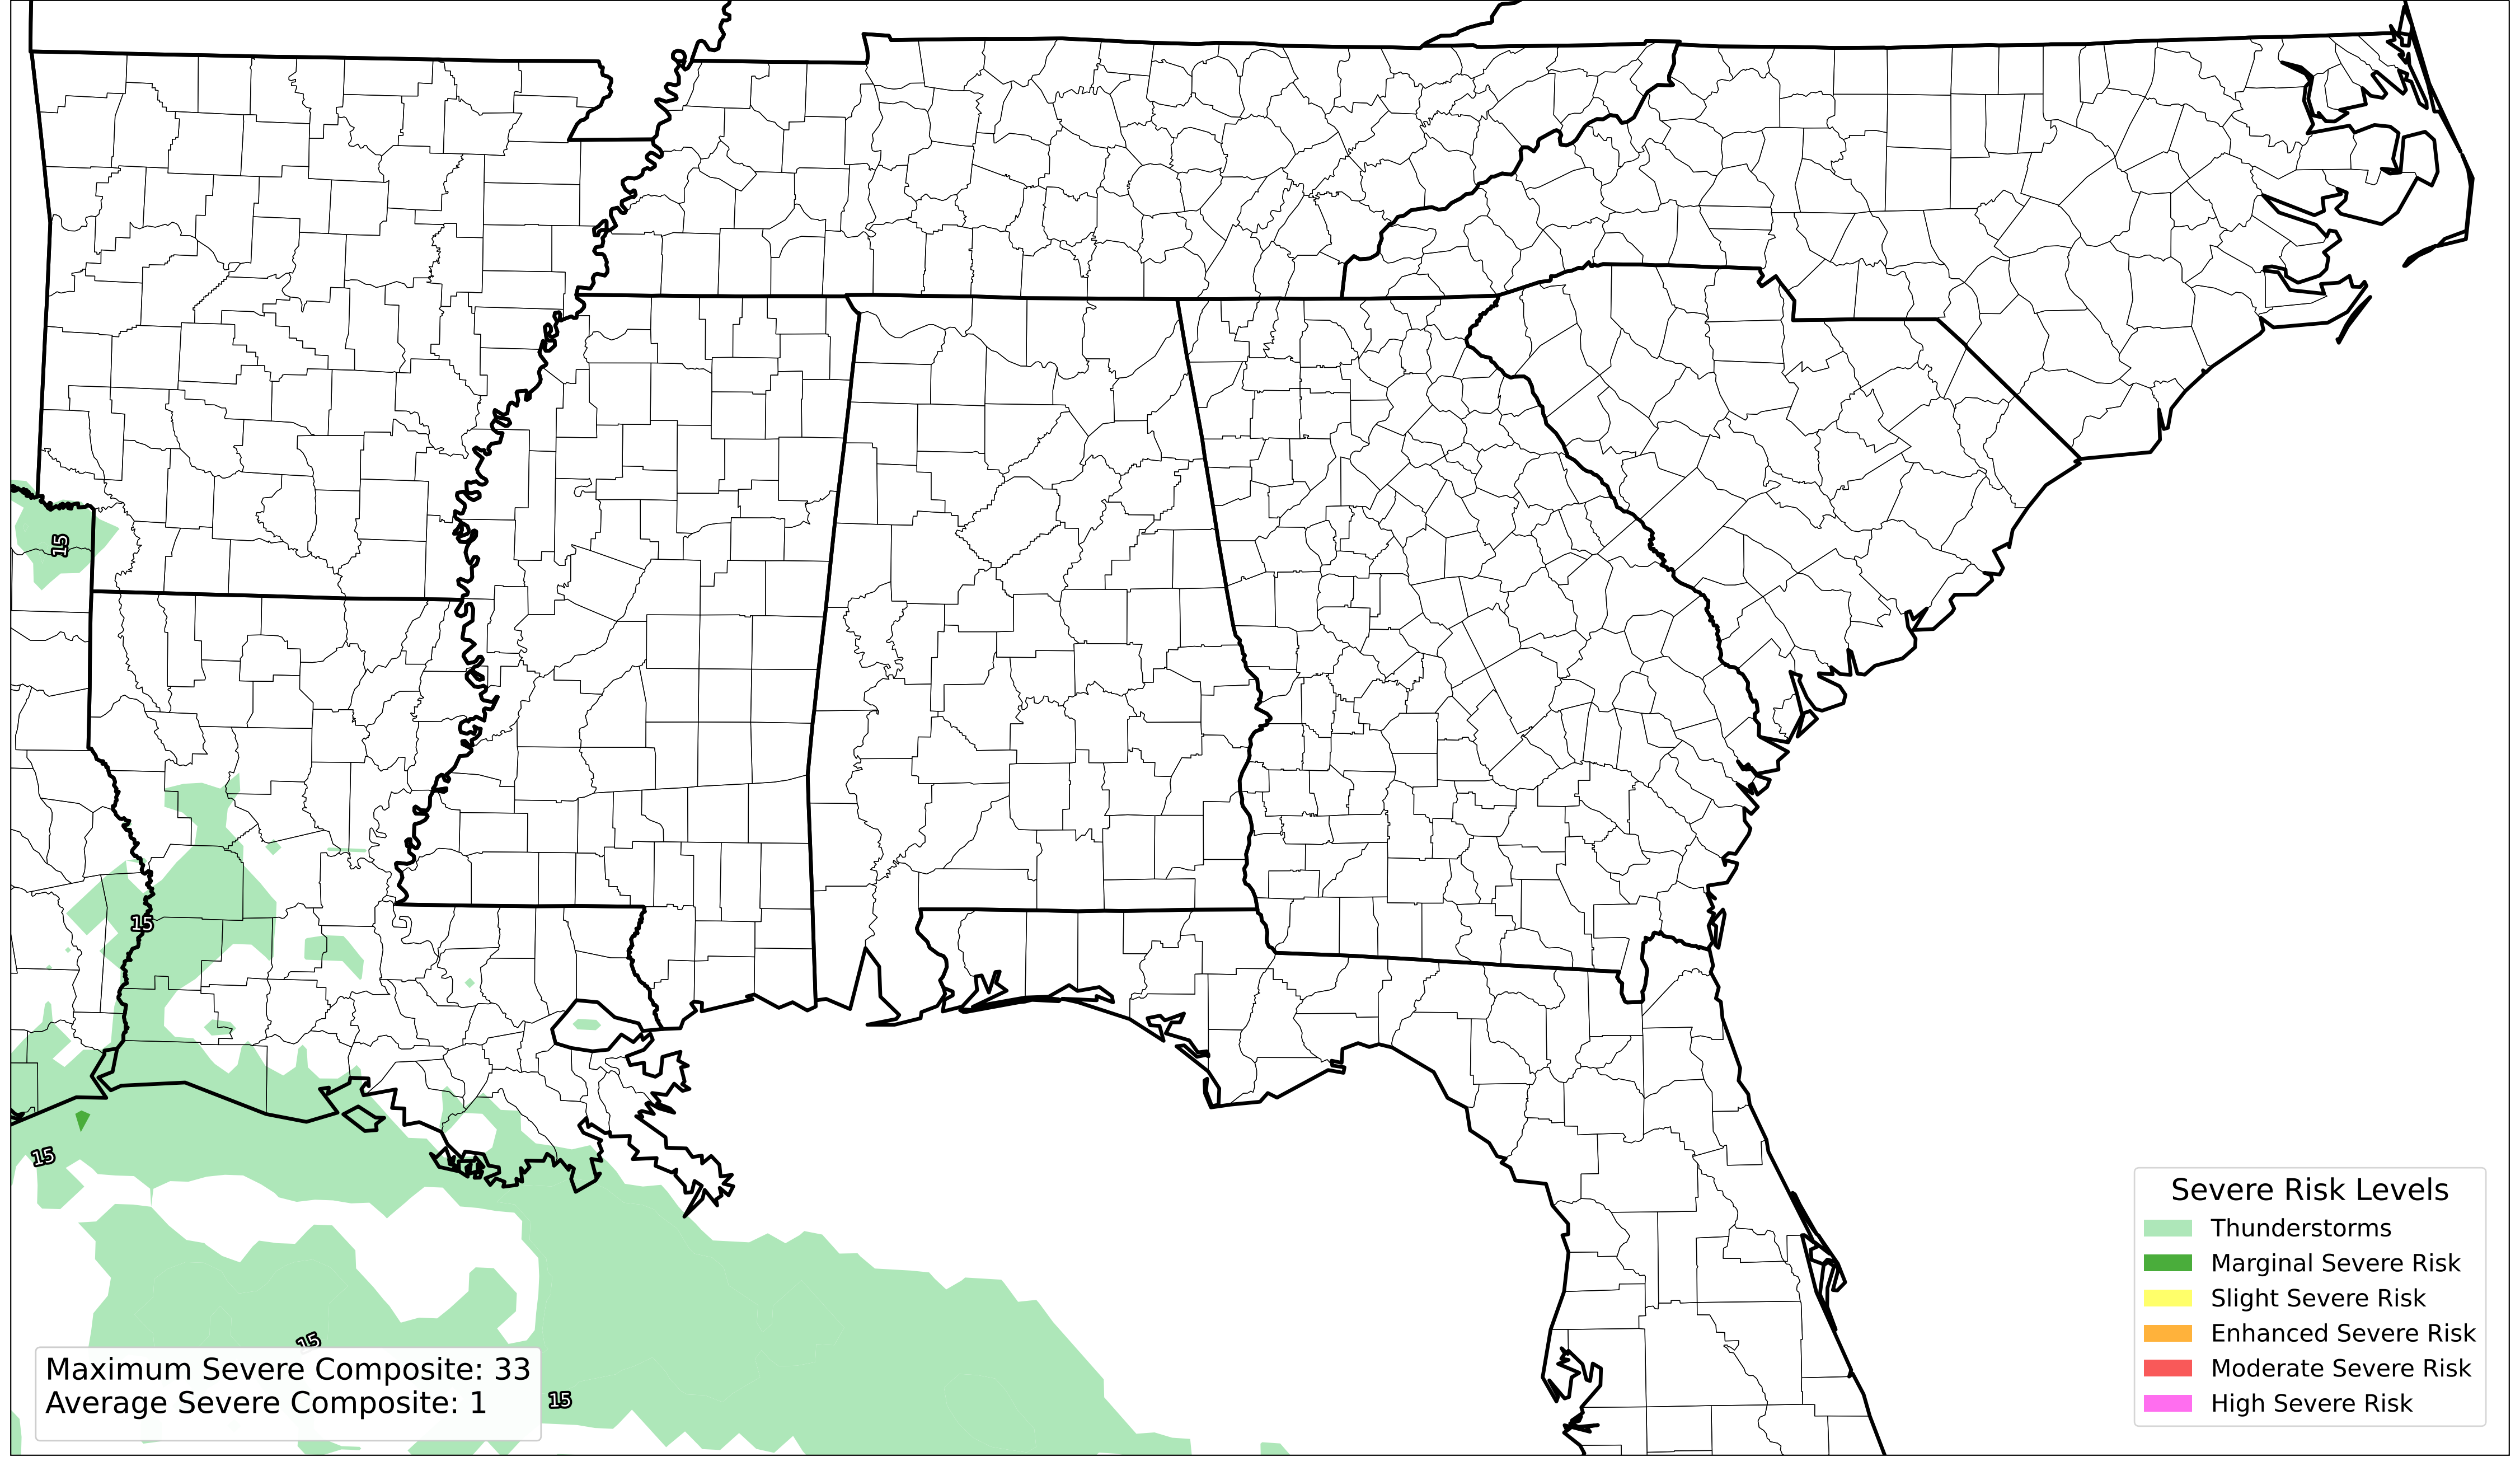 15
15
15
15
15
Maximum Severe Composite: 33
Average Severe Composite: 1
Severe Risk Levels
Thunderstorms
Marginal Severe Risk
Slight Severe Risk
Enhanced Severe Risk
Moderate Severe Risk
High Severe Risk